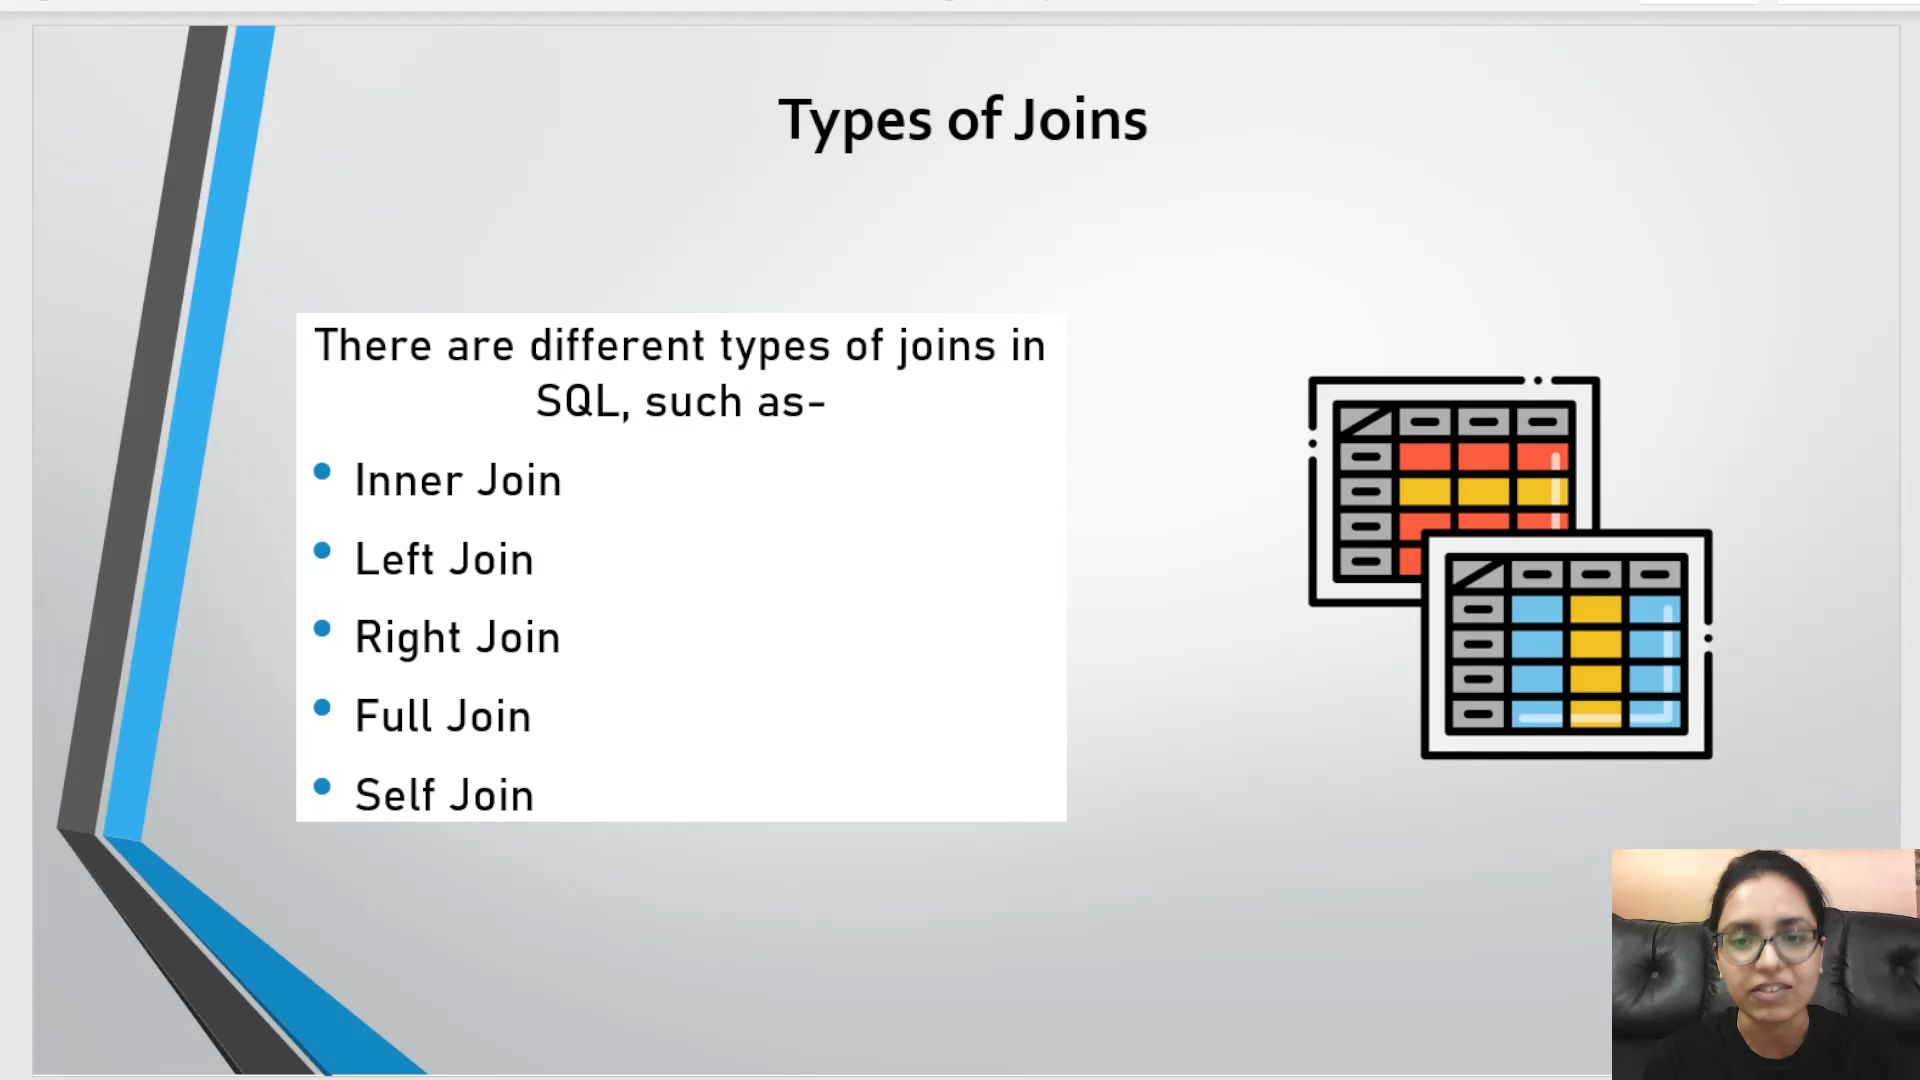 Types of Joins
There are different types of joins in
SQL, such as-
Inner Join
Left Join
Right Join
Full Join
Self Join